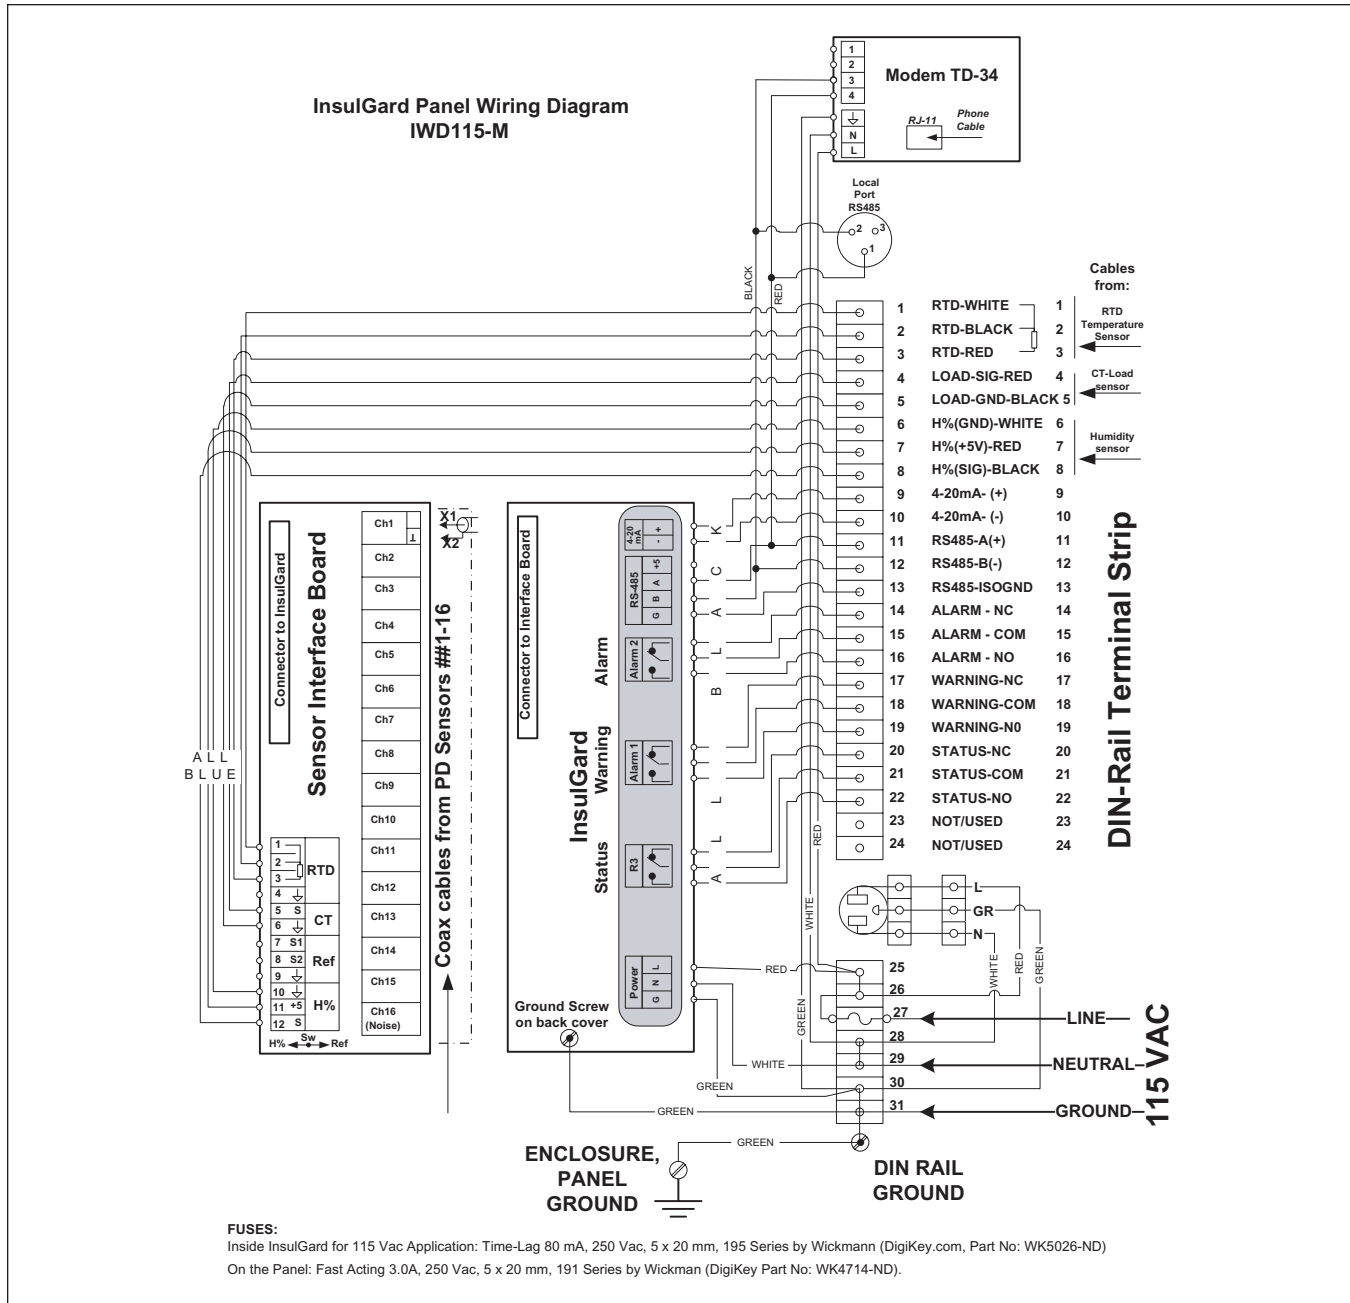 InsulGard Panel Wiring Diagram
IWD115-M
1
2
3
4
N
L
Modem TD-34
RJ-11
Phone
Cable
Local
Port
RS485
2
3
1
BLACK
RED
Cables
from:
1 RTD-WHITE 1
2 RTD-BLACK 2
3 RTD-RED 3
4 LOAD-SIG-RED 4
5 LOAD-GND-BLACK 5
6 H%(GND)-WHITE 6
7 H%(+5V)-RED 7
8 H%(SIG)-BLACK 8
9 4-20mA- (+) 9
10 4-20mA- (-) 10
11 RS485-A(+) 11
12 RS485-B(-) 12
13 RS485-ISOGND 13
14 ALARM - NC 14
15 ALARM - COM 15
16 ALARM - NO 16
17 WARNING-NC 17
18 WARNING-COM 18
19 WARNING-N0 19
20 STATUS-NC 20
21 STATUS-COM 21
22 STATUS-NO 22
23 NOT/USED 23
24 NOT/USED 24
RTD
Temperature
Sensor
CT-Load
sensor
Humidity
sensor
DIN-Rail Terminal Strip
ALL
BLUE
Connector to InsulGard
Sensor Interface Board
Ch1
Ch2
Ch3
Ch4
Ch5
Ch6
Ch7
Ch8
Ch9
Ch10
Ch11
Ch12
Ch13
Ch14
Ch15
Ch16
(Noise)
X1
X2
Coax cables from PD Sensors ##1-16
1
2
3
4
RTD
5 S
6
CT
7 S1
8 S2
9
Ref
10
11 +5
12 S
H%
H% Sw Ref
Connector to Interface Board
InsulGard
Alarm
Warning
Status
4-20
mA
- +
RS-485
G B A +5
Alarm 2
Alarm 1
R3
Power
G N L
Ground Screw
on back cover
ALL BLACK
RED
WHITE
GREEN
L
GR
N
WHITE
RED
GREEN
RED
WHITE
GREEN
GREEN
GREEN
25
26
27
28
29
30
31
LINE
NEUTRAL
GROUND
115 VAC
ENCLOSURE,
PANEL
GROUND
DIN RAIL
GROUND
FUSES:
Inside InsulGard for 115 Vac Application: Time-Lag 80 mA, 250 Vac, 5 x 20 mm, 195 Series by Wickmann (DigiKey.com, Part No: WK5026-ND)
On the Panel: Fast Acting 3.0A, 250 Vac, 5 x 20 mm, 191 Series by Wickman (DigiKey Part No: WK4714-ND).